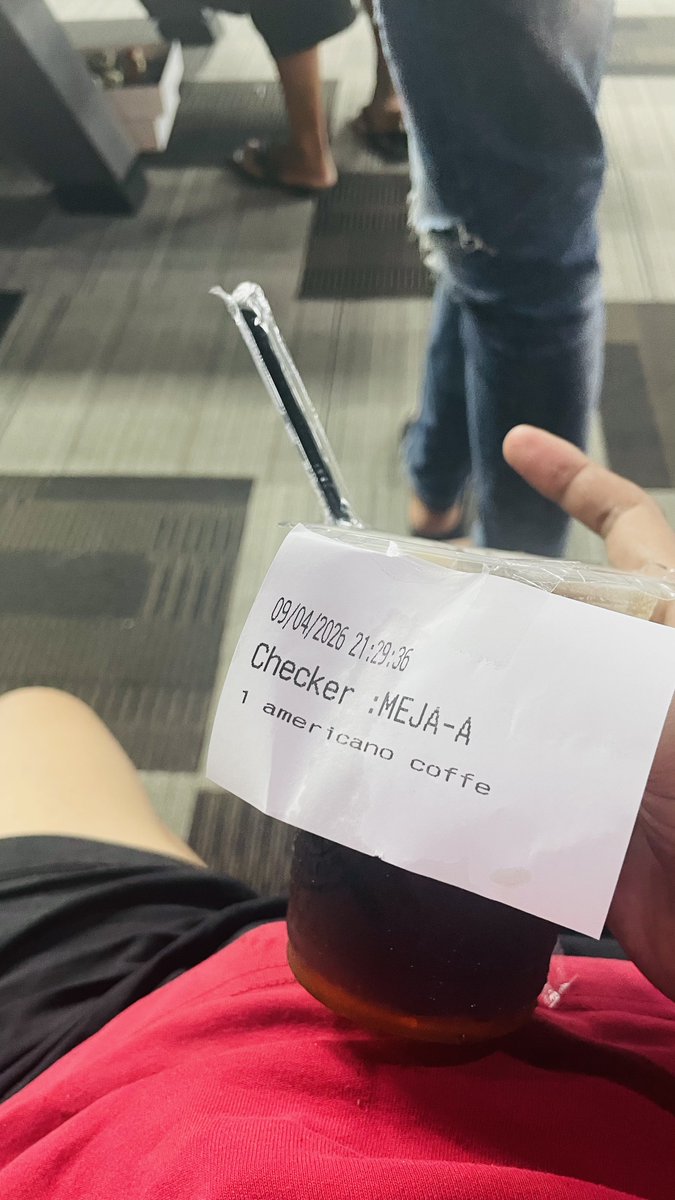 09/04/2026 21:29:36
Checker :MEJA-A
1 americano coffe